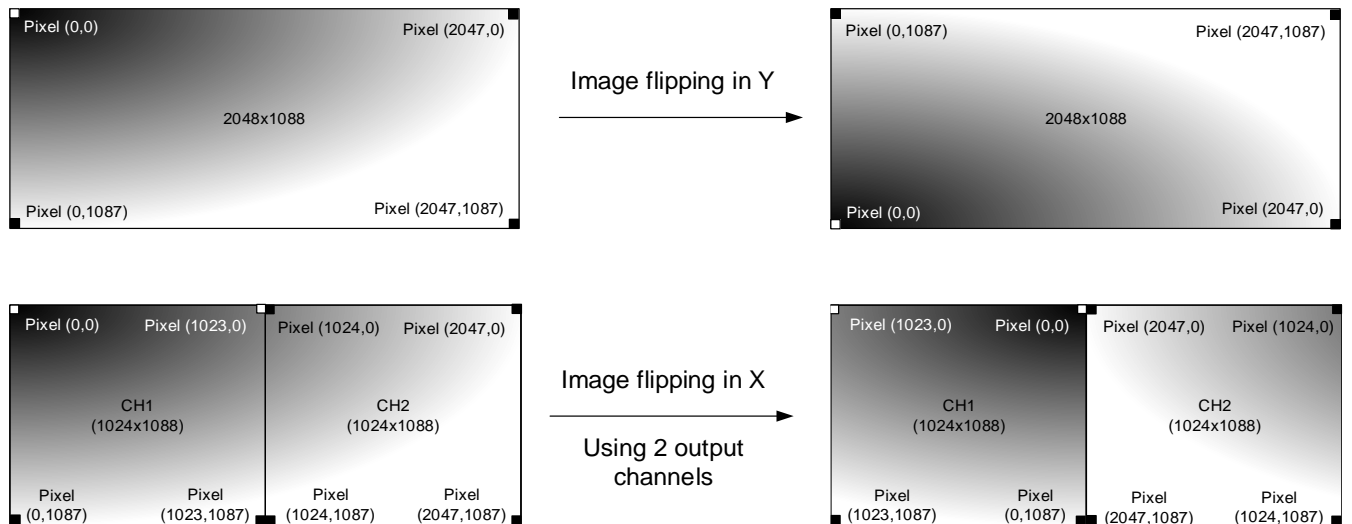 Pixel (0,0)
Pixel (2047,0)
2048x1088
Pixel (0,1087)
Pixel (2047,1087)
Image flipping in Y
Pixel (0,1087)
Pixel (2047,1087)
2048x1088
Pixel (0,0)
Pixel (2047,0)
Pixel (0,0)
Pixel (1023,0)
CH1
(1024x1088)
Pixel
(0,1087)
Pixel
(1023,1087)
Pixel (1024,0)
Pixel (2047,0)
CH2
(1024x1088)
Pixel
(1024,1087)
Pixel
(2047,1087)
Image flipping in X
Using 2 output
channels
Pixel (1023,0)
Pixel (0,0)
CH1
(1024x1088)
Pixel
(1023,1087)
Pixel
(0,1087)
Pixel (2047,0)
Pixel (1024,0)
CH2
(1024x1088)
Pixel
(2047,1087)
Pixel
(1024,1087)